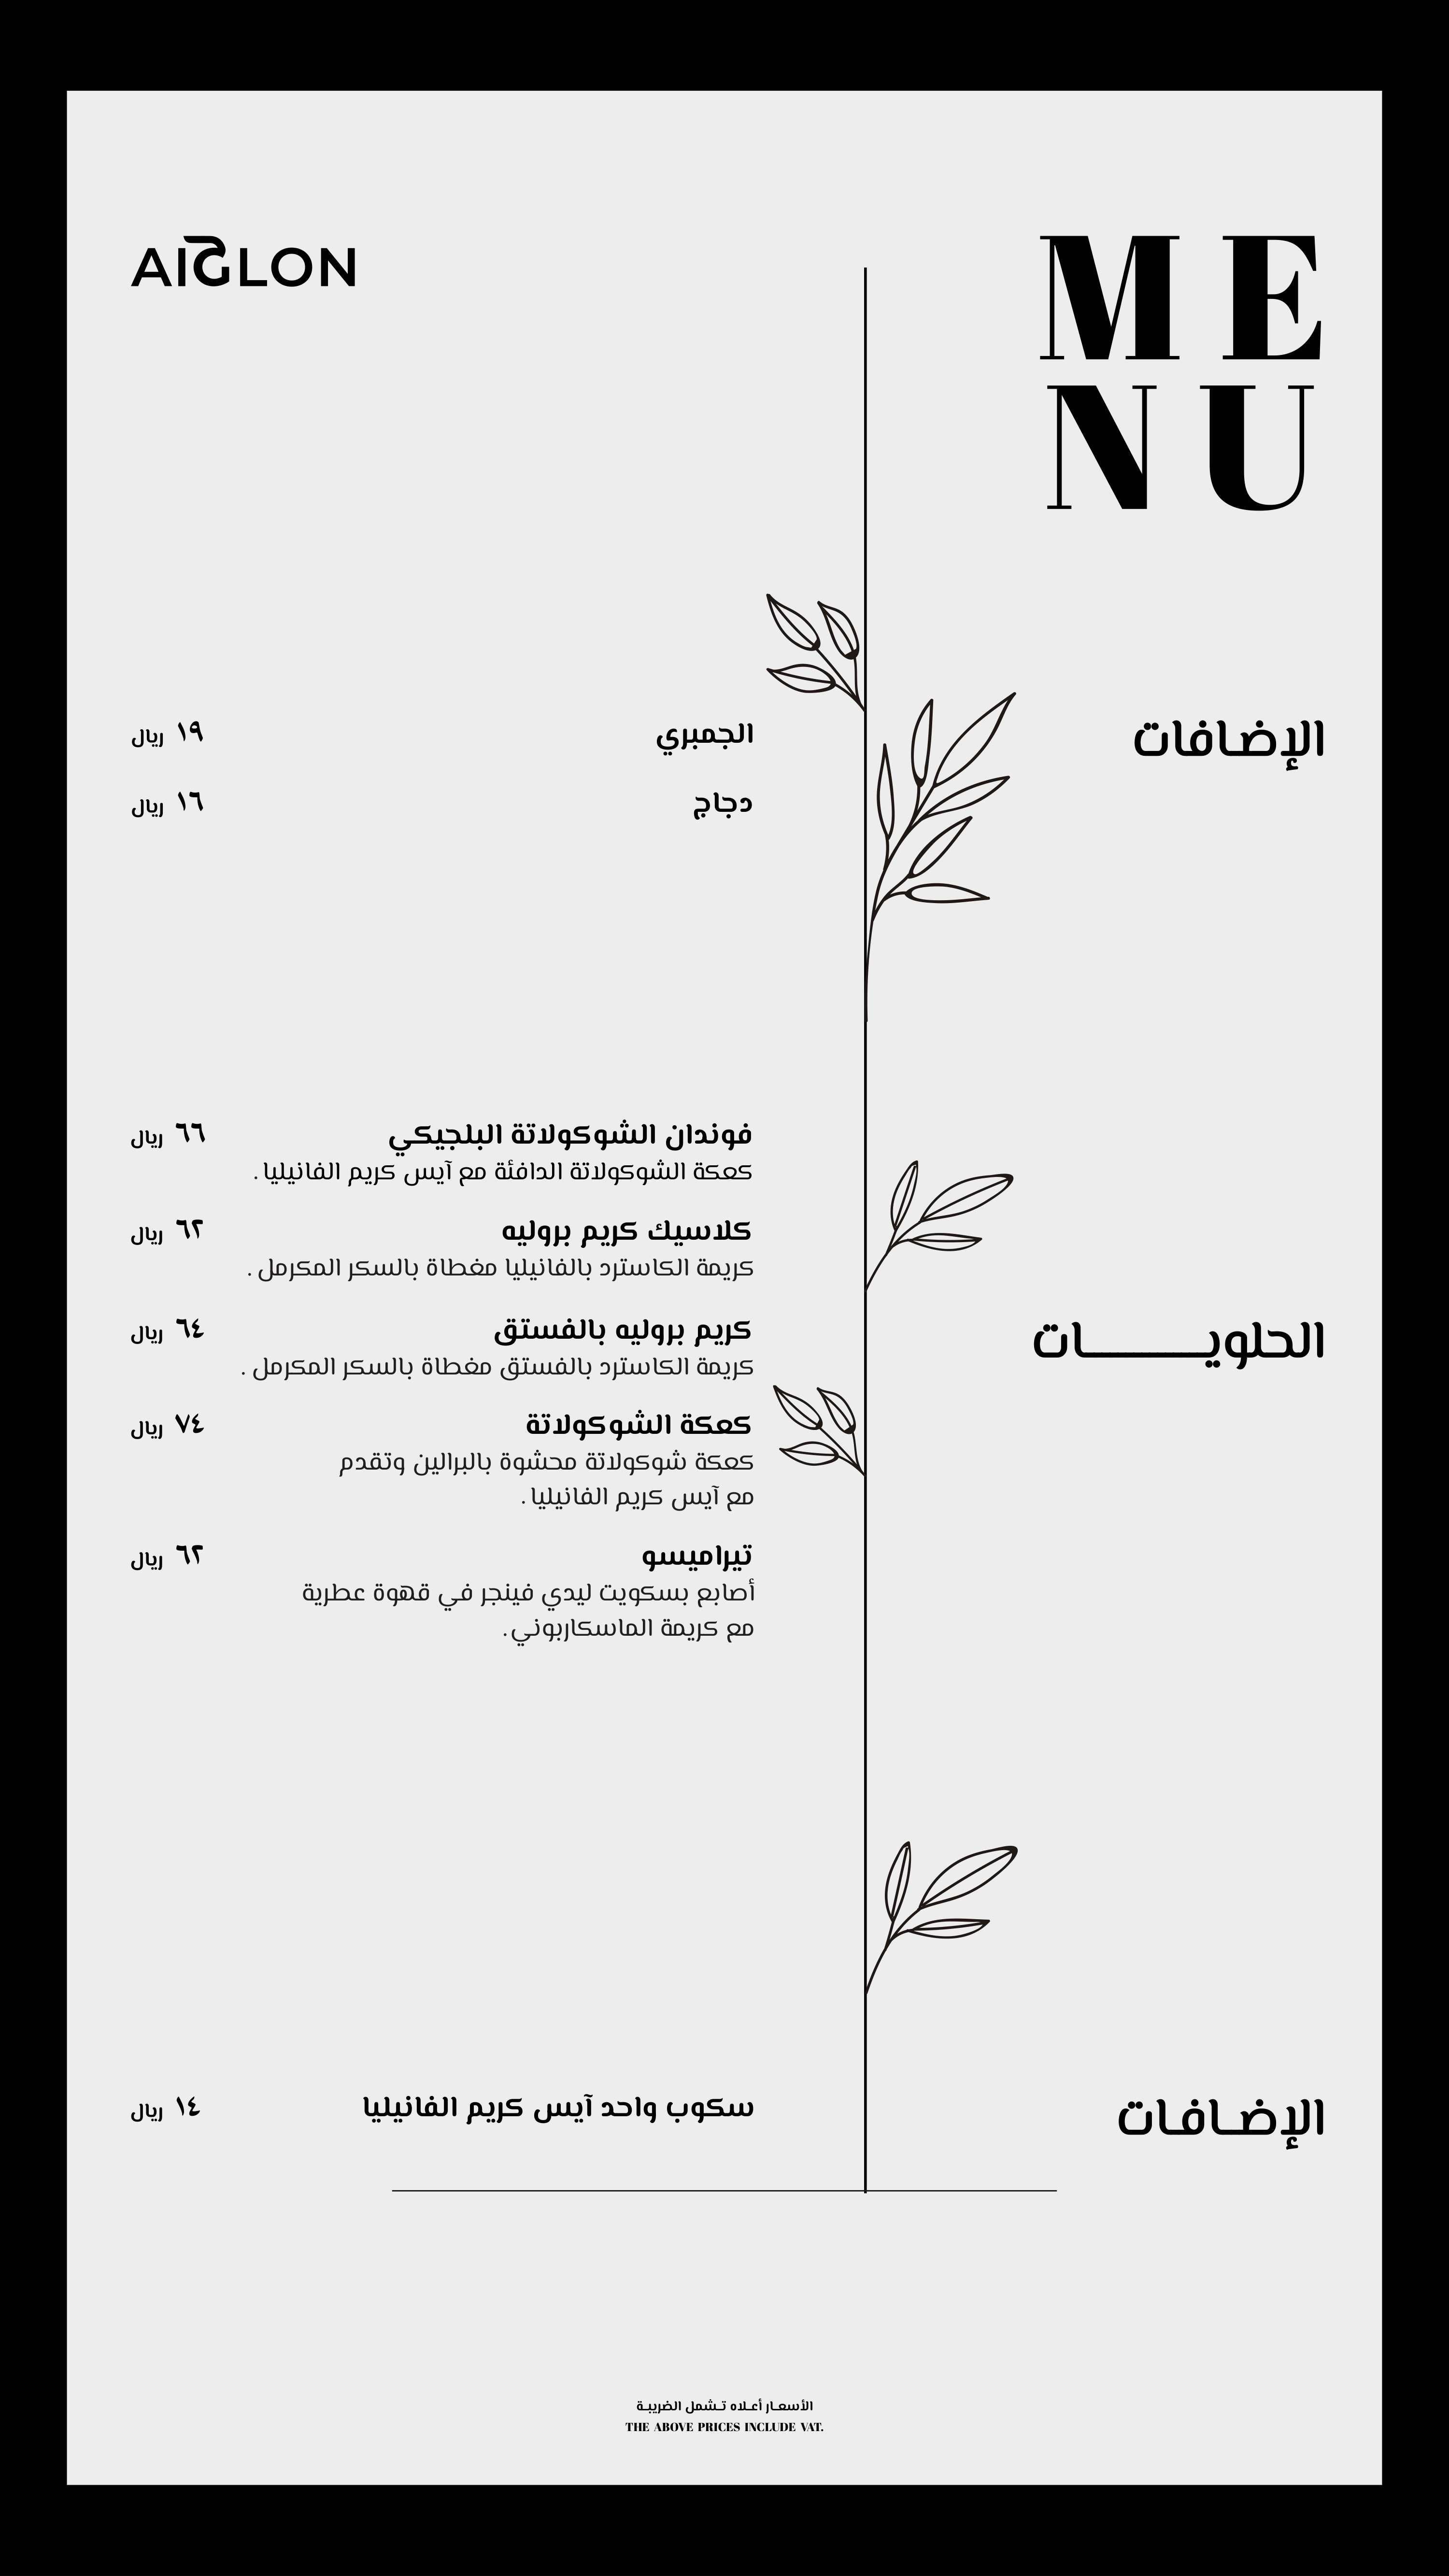 AIGLON
ME
NU
الإضافات
الجمبري ١٩ ريال
دجاج ١٦ ريال
الحلويــــــات
فوندان الشوكولاتة البلجيكي ٦٦ ريال
كعكة الشوكولاتة الدافئة مع آيس كريم الفانيليا.
كلاسيك كريم بروليه ٦٢ ريال
كريمة الكاسترد بالفانيليا مغطاة بالسكر المكرمل.
كريم بروليه بالفستق ٦٤ ريال
كريمة الكاسترد بالفستق مغطاة بالسكر المكرمل.
كعكة الشوكولاتة ٧٤ ريال
كعكة شوكولاتة محشوة بالبرالين وتقدم
مع آيس كريم الفانيليا.
تيراميسو ٦٢ ريال
أصابع بسكويت ليدي فينجر في قهوة عطرية
مع كريمة الماسكاربوني.
الإضـافـات
سكوب واحد آيس كريم الفانيليا ١٤ ريال
الأسعـار أعـلاه تـشمل الضريبـة
THE ABOVE PRICES INCLUDE VAT.